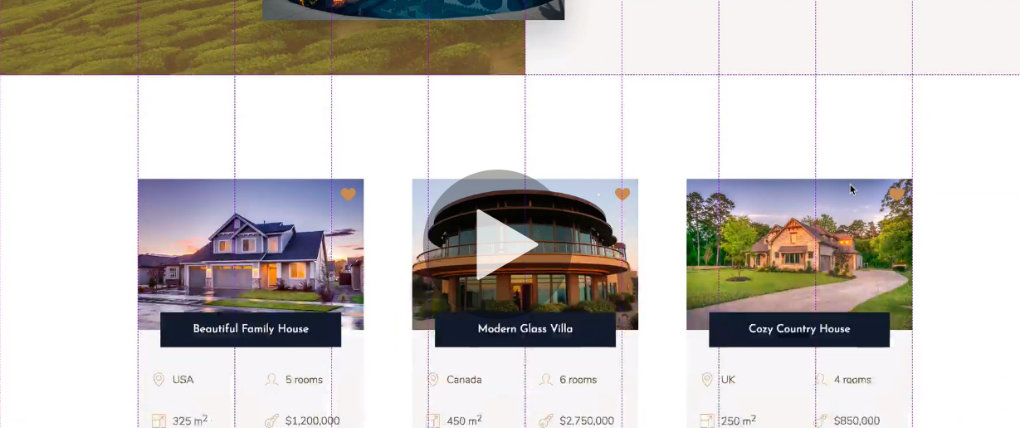 Beautiful Family House
Modern Glass Villa
Cozy Country House
USA
5 rooms
Canada
6 rooms
UK
4 rooms
325 m²
$1,200,000
450 m²
$2,750,000
250 m²
$850,000